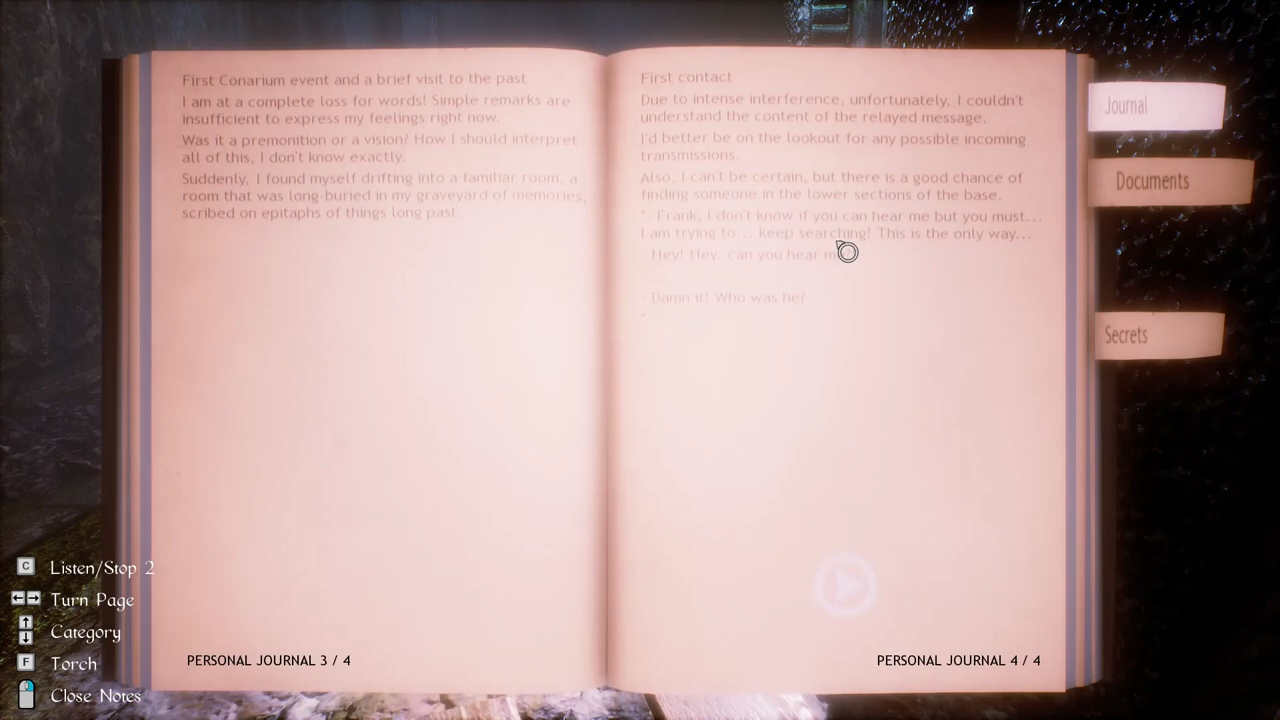 First Conarium event and a brief visit to the past
I am at a complete loss for words! Simple remarks are
insufficient to express my feelings right now.
Was it a premonition or a vision? How I should interpret
all of this, I don't know exactly.
Suddenly, I found myself drifting into a familiar room, a
room that was long-buried in my graveyard of memories,
scribed on epitaphs of things long past.
PERSONAL JOURNAL 3 / 4
First contact
Due to intense interference, unfortunately, I couldn't
understand the content of the relayed message.
I'd better be on the lookout for any possible incoming
transmissions.
Also, I can't be certain, but there is a good chance of
finding someone in the lower sections of the base.
"- Frank, I don't know if you can hear me but you must...
I am trying to... keep searching! This is the only way...
- Hey! Hey, can you hear
- ...
- Damn it! Who was he?
"
PERSONAL JOURNAL 4 / 4
Journal
Documents
Secrets
C Listen/Stop 2
Turn Page
Category
F Torch
Close Notes